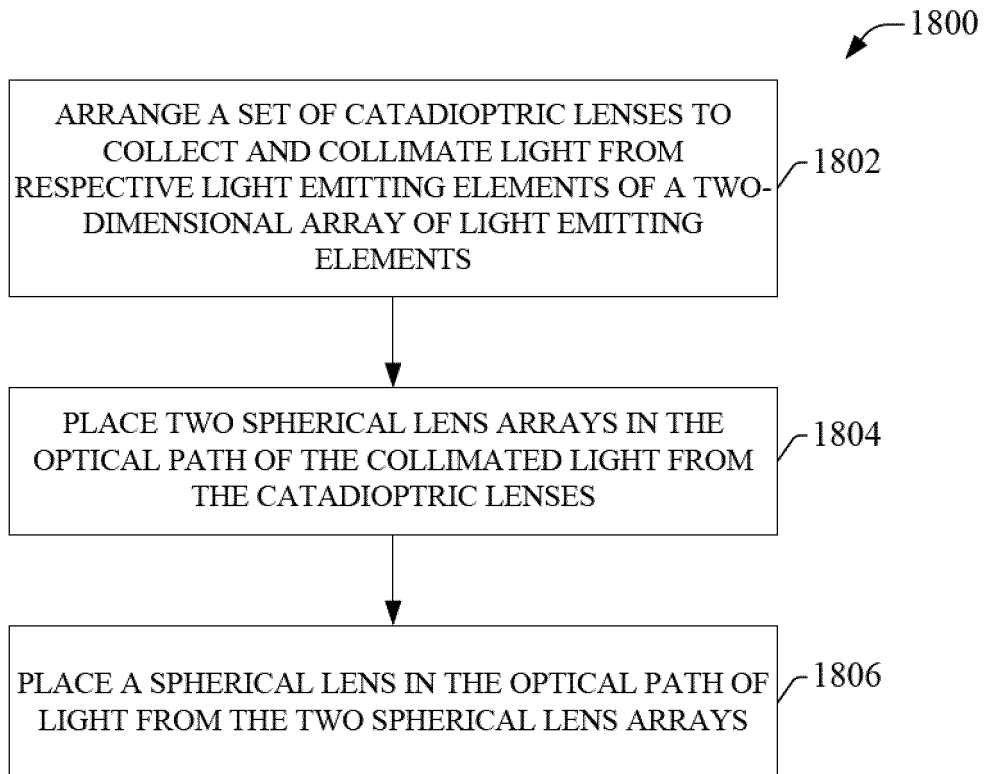 1800
ARRANGE A SET OF CATADIOPTRIC LENSES TO
COLLECT AND COLLIMATE LIGHT FROM
RESPECTIVE LIGHT EMITTING ELEMENTS OF A TWO-
DIMENSIONAL ARRAY OF LIGHT EMITTING
ELEMENTS
1802
PLACE TWO SPHERICAL LENS ARRAYS IN THE
OPTICAL PATH OF THE COLLIMATED LIGHT FROM
THE CATADIOPTRIC LENSES
1804
PLACE A SPHERICAL LENS IN THE OPTICAL PATH OF
LIGHT FROM THE TWO SPHERICAL LENS ARRAYS
1806